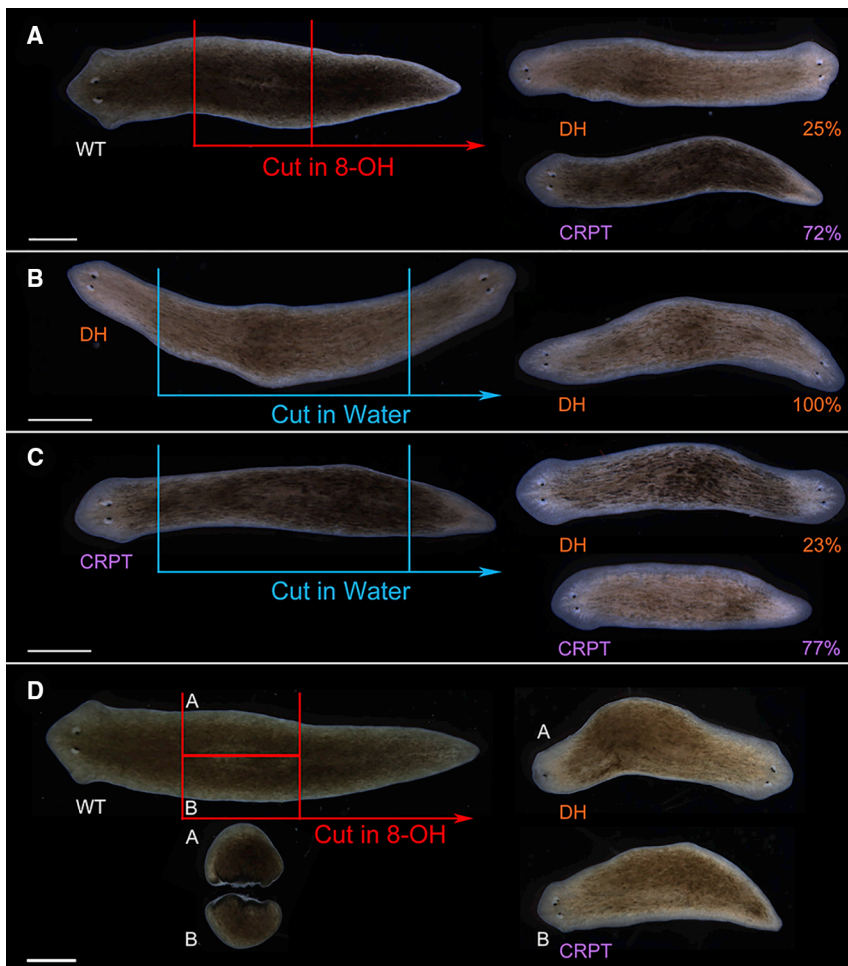 A
WT
Cut in 8-OH
DH 25%
CRPT 72%
B
DH
Cut in Water
DH 100%
C
CRPT
Cut in Water
DH 23%
CRPT 77%
D
A
WT
B
Cut in 8-OH
A
B
A
DH
B
CRPT